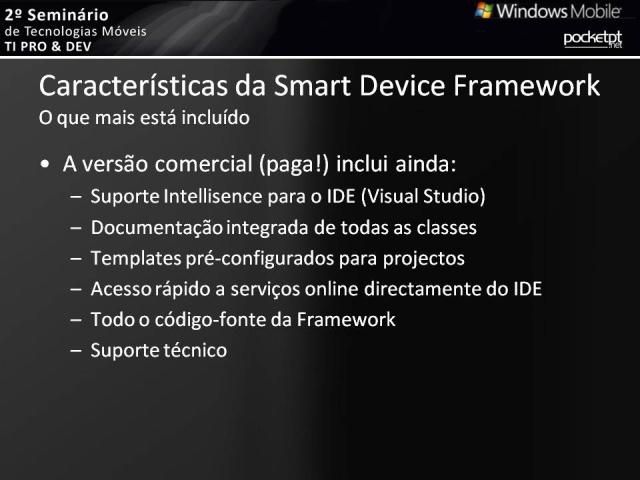 2º Seminário
de Tecnologias Móveis
TI PRO & DEV
Windows Mobile
pocketpt
.net
Características da Smart Device Framework
O que mais está incluído
• A versão comercial (paga!) inclui ainda:
– Suporte Intellisence para o IDE (Visual Studio)
– Documentação integrada de todas as classes
– Templates pré-configurados para projectos
– Acesso rápido a serviços online directamente do IDE
– Todo o código-fonte da Framework
– Suporte técnico